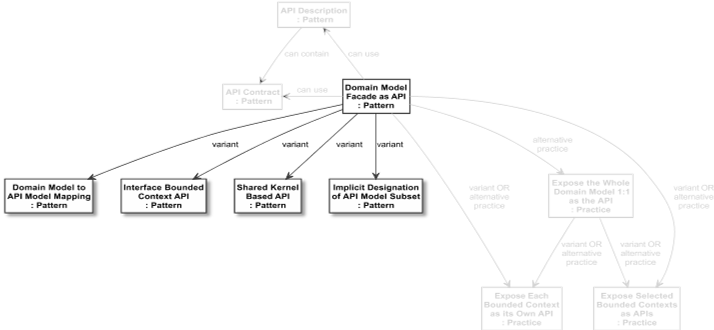 API Description
: Pattern
can contain
can use
API Contract
: Pattern
can use
Domain Model
Facade as API
: Pattern
variant
variant
variant
variant
alternative
practice
Domain Model to
API Model Mapping
: Pattern
Interface Bounded
Context API
: Pattern
Shared Kernel
Based API
: Pattern
Implicit Designation
of API Model Subset
: Pattern
variant OR
alternative
practice
Expose the Whole
Domain Model 1:1
as the API
: Practice
variant OR
alternative
practice
variant OR
alternative
practice
variant OR
alternative
practice
Expose Each
Bounded Context
as its Own API
: Practice
Expose Selected
Bounded Contexts
as APIs
: Practice